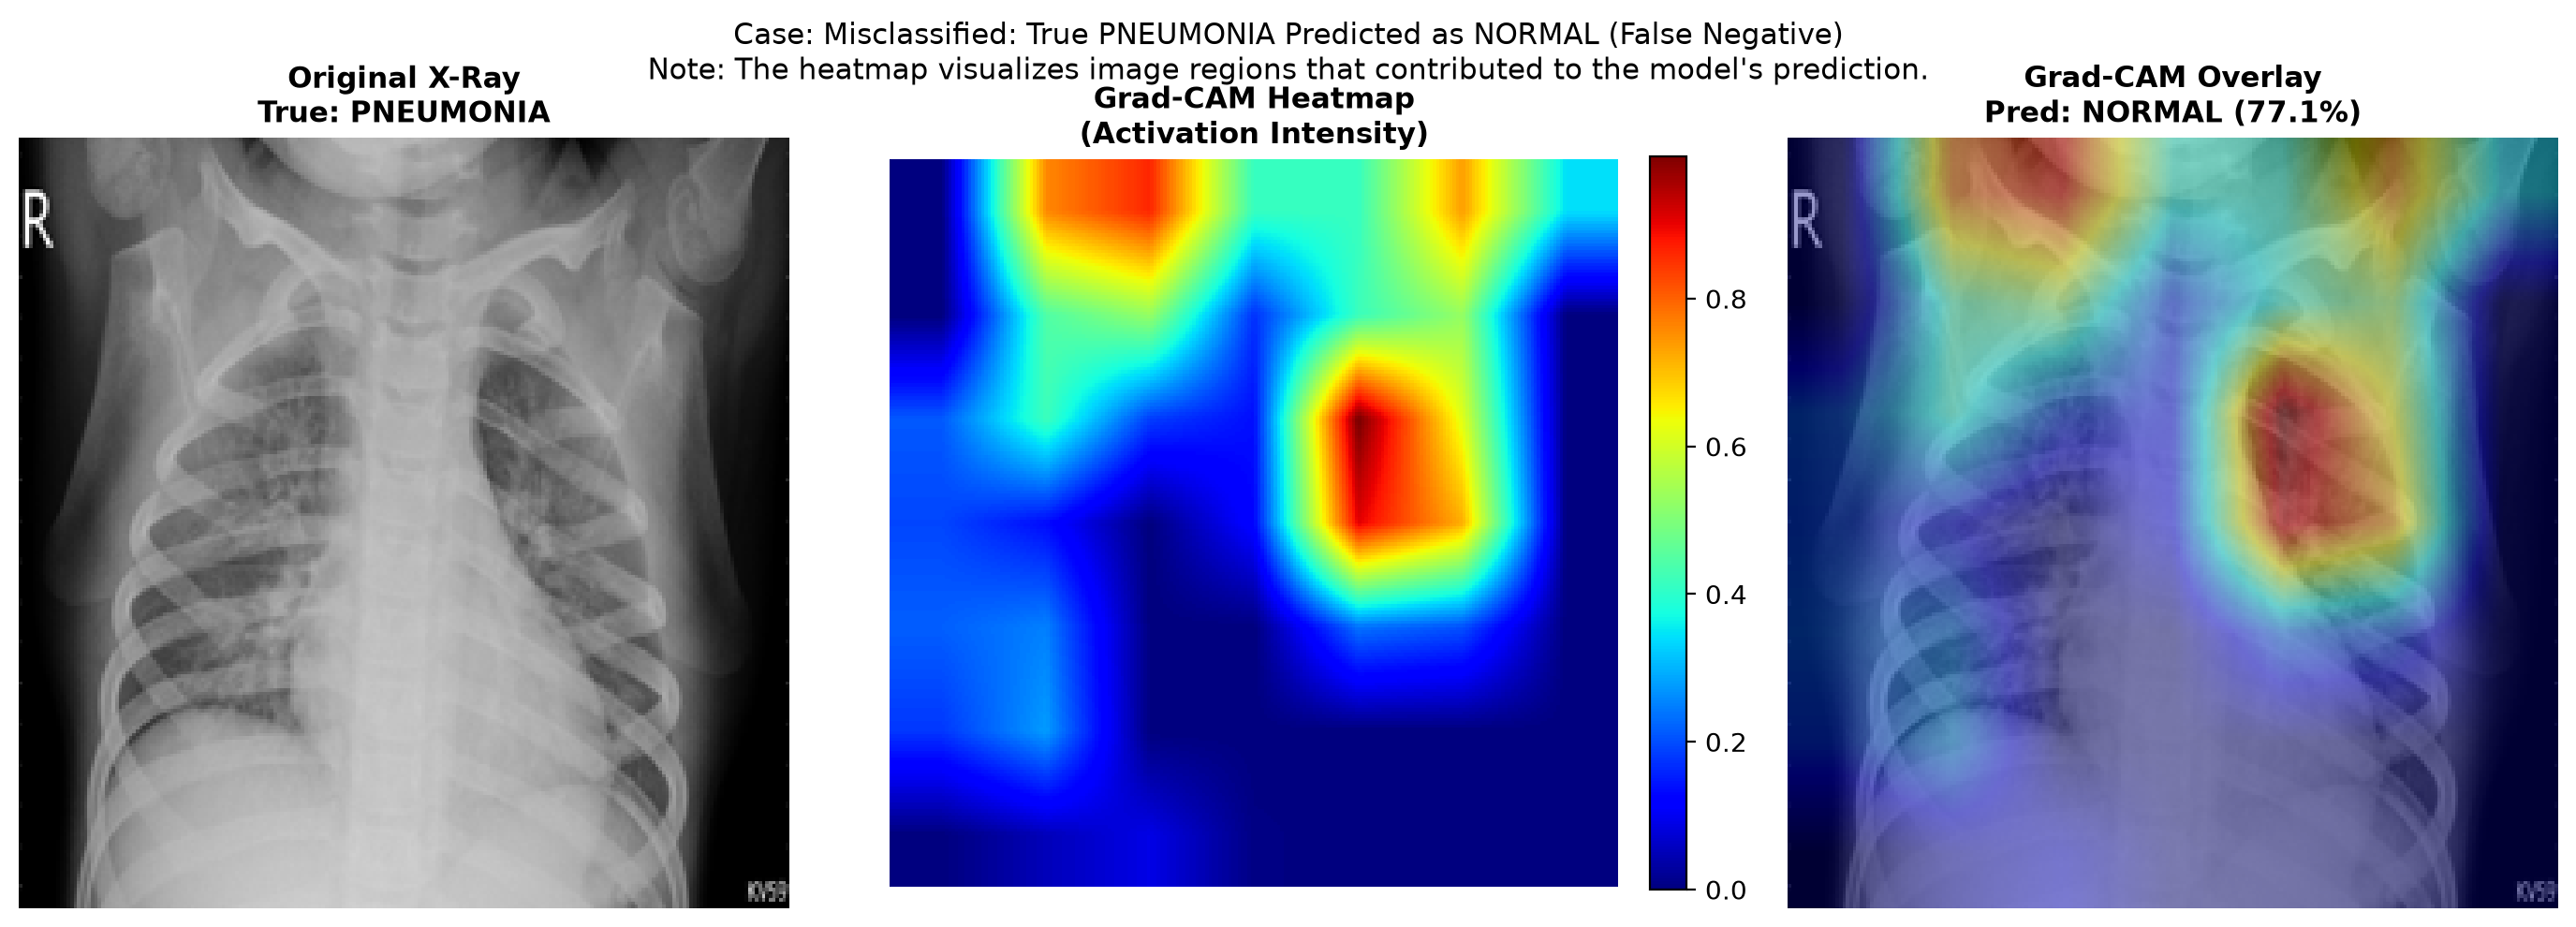 Case: Misclassified: True PNEUMONIA Predicted as NORMAL (False Negative)
Note: The heatmap visualizes image regions that contributed to the model's prediction.
Original X-Ray
True: PNEUMONIA
R
KV59
Grad-CAM Heatmap
(Activation Intensity)
0.8
0.6
0.4
0.2
0.0
Grad-CAM Overlay
Pred: NORMAL (77.1%)
R
KV59